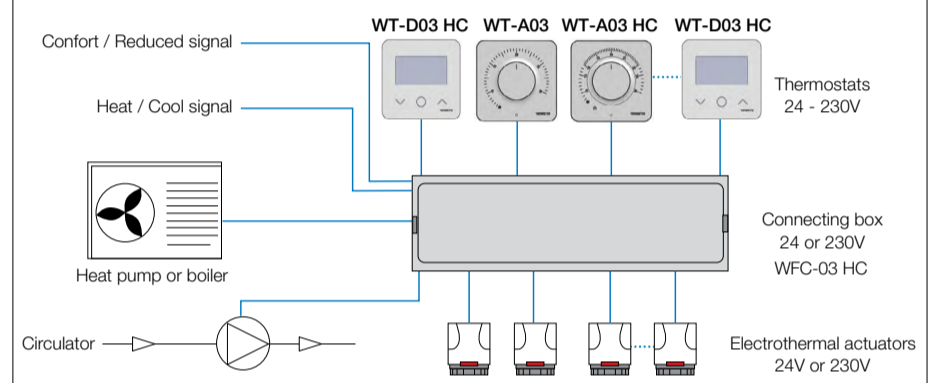 WT-D03 HC WT-A03 WT-A03 HC WT-D03 HC
Confort / Reduced signal
Heat / Cool signal
Thermostats
24 - 230V
Heat pump or boiler
Connecting box
24 or 230V
WFC-03 HC
Circulator
Electrothermal actuators
24V or 230V